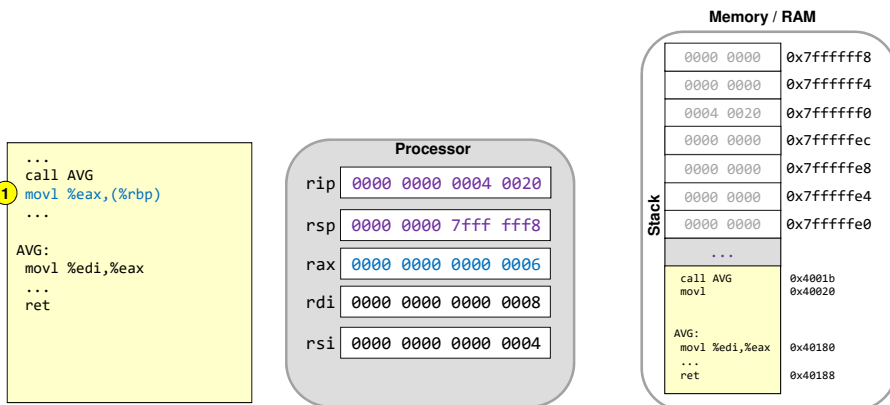 ...
call AVG
1
movl %eax,(%rbp)
...
AVG:
movl %edi,%eax
...
ret
Processor
rip 0000 0000 0004 0020
rsp 0000 0000 7fff fff8
rax 0000 0000 0000 0006
rdi 0000 0000 0000 0008
rsi 0000 0000 0000 0004
Memory / RAM
Stack
0000 0000 0x7ffffff8
0000 0000 0x7ffffff4
0004 0020 0x7ffffff0
0000 0000 0x7fffffec
0000 0000 0x7fffffe8
0000 0000 0x7fffffe4
0000 0000 0x7fffffe0
...
call AVG 0x4001b
movl 0x40020
AVG:
movl %edi,%eax 0x40180
...
ret 0x40188